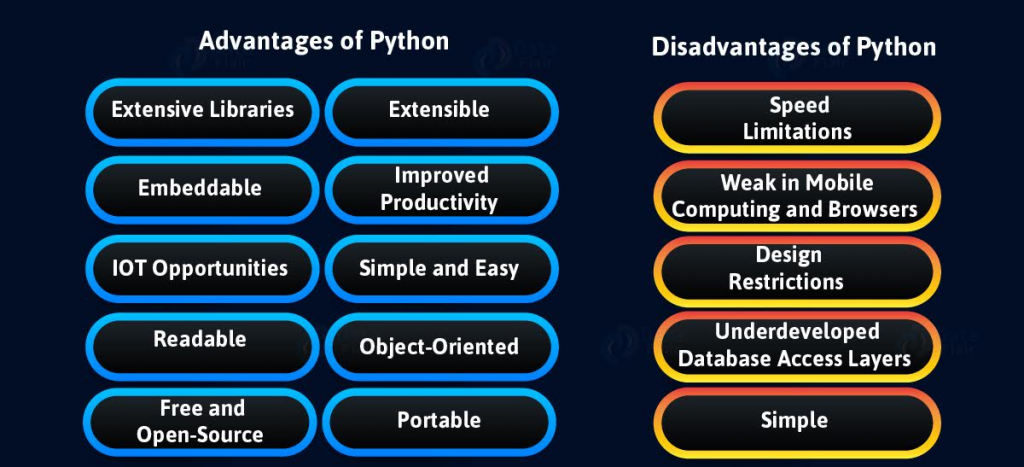 Advantages of Python
Extensive Libraries
Extensible
Embeddable
Improved
Productivity
IOT Opportunities
Simple and Easy
Readable
Object-Oriented
Free and
Open-Source
Portable
Disadvantages of Python
Speed
Limitations
Weak in Mobile
Computing and Browsers
Design
Restrictions
Underdeveloped
Database Access Layers
Simple